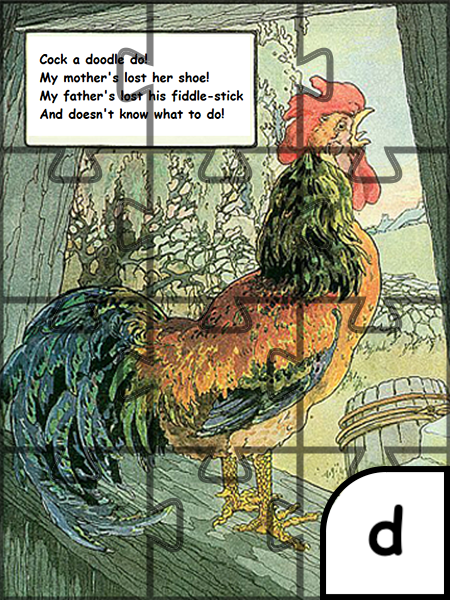 Cock a doodle do!
My mother's lost her shoe!
My father's lost his fiddle-stick
And doesn't know what to do!
d